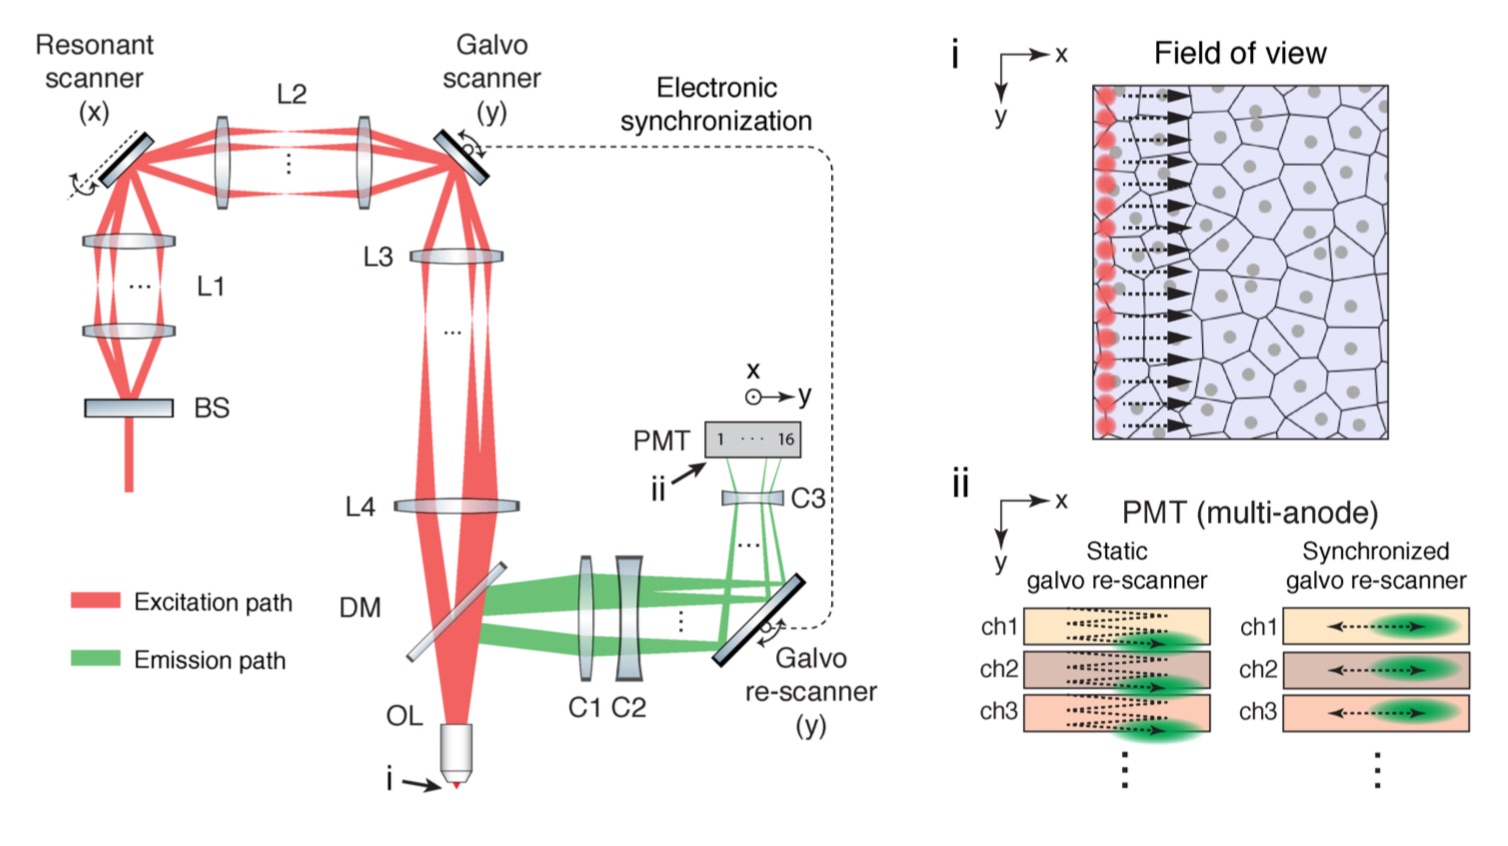 Resonant
scanner
(x)
L2
Galvo
scanner
(y)
Electronic
synchronization
L1
L3
...
...
BS
x
y
PMT
1 ... 16
ii
C3
L4
...
DM
Excitation path
Emission path
C1 C2
Galvo
re-scanner
(y)
OL
i
i
x
y
Field of view
ii
x
y
PMT (multi-anode)
Static
galvo re-scanner
Synchronized
galvo re-scanner
ch1
ch2
ch3
ch1
ch2
ch3